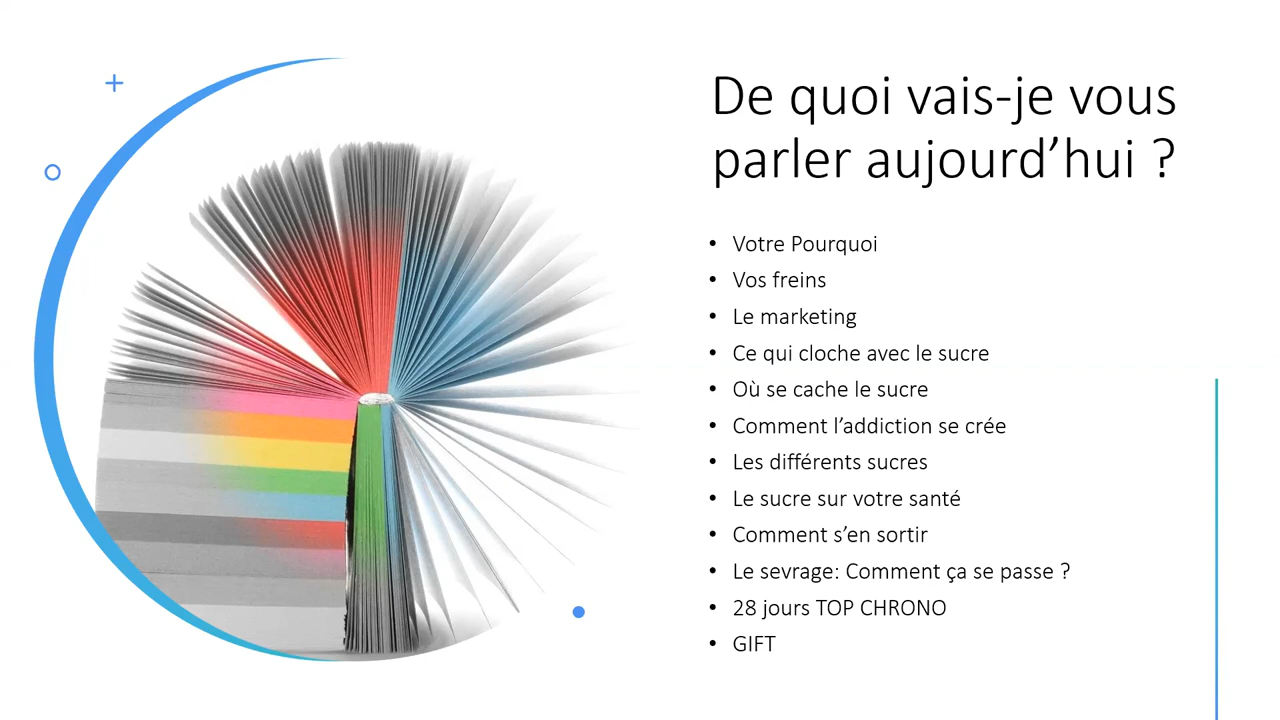 De quoi vais-je vous
parler aujourd’hui ?
• Votre Pourquoi
• Vos freins
• Le marketing
• Ce qui cloche avec le sucre
• Où se cache le sucre
• Comment l’addiction se crée
• Les différents sucres
• Le sucre sur votre santé
• Comment s’en sortir
• Le sevrage: Comment ça se passe ?
• 28 jours TOP CHRONO
• GIFT